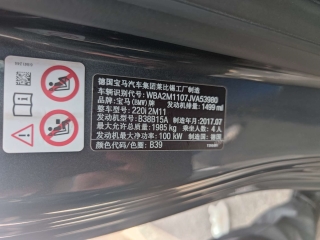 德国宝马汽车集团莱比锡工厂制造
车辆识别代号: WBA2M1107JVA53980
品牌: 宝马(BMW)牌 发动机排量: 1499 ml
整车型号: 220i 2M11
发动机型号: B38B15A 制造年月: 2017.07
最大允许总质量: 1985 kg 乘坐人数: 4 人
发动机最大净功率: 100 kW 制造国: 德国
颜色代码/色圈: B39